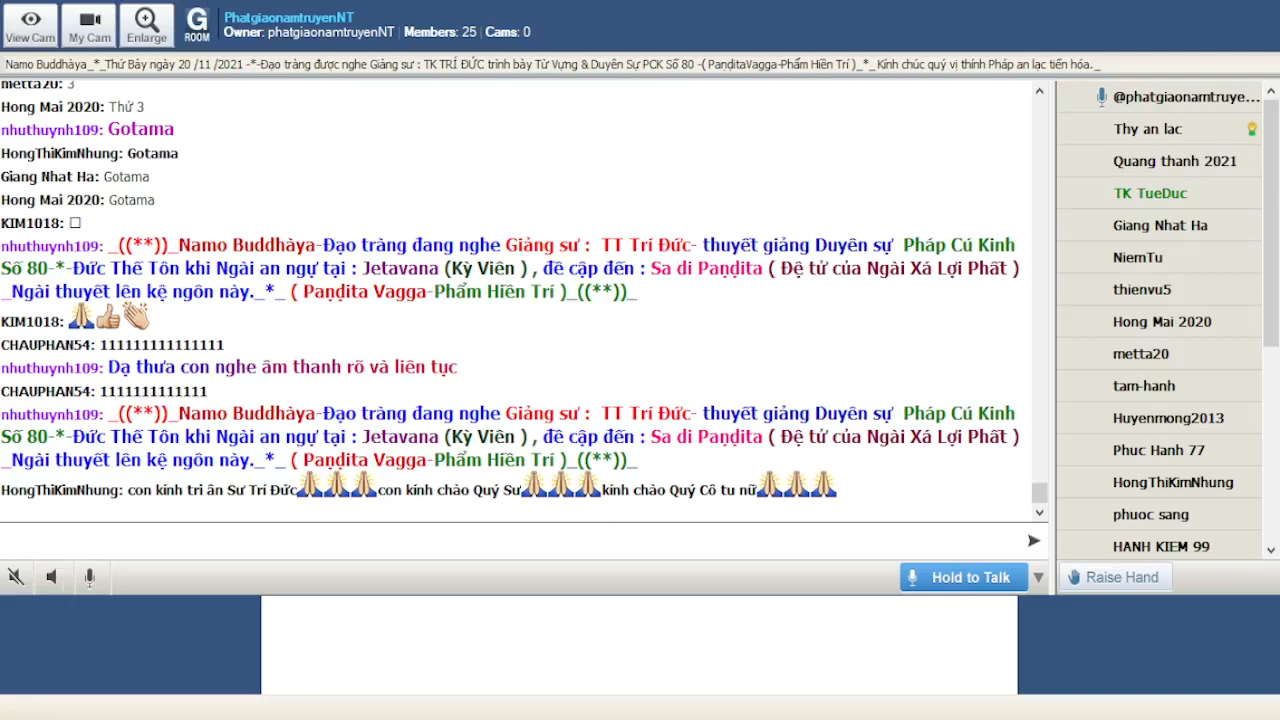 View Cam
My Cam
Enlarge
G
ROOM
PhatgiaonamtruyenNT
Owner: phatgiaonamtruyenNT | Members: 25 | Cams: 0
Namo Buddhàya_*_Thứ Bảy ngày 20 /11 /2021 -*-Đạo tràng được nghe Giảng sư : TK TRÍ ĐỨC trình bày Từ Vựng & Duyên Sự PCK Số 80 -( PaṇḍitaVagga-Phẩm Hiền Trí )_*_ Kính chúc quý vị thính Pháp an lạc tiến hóa._
metta20: 3
Hong Mai 2020: Thứ 3
nhuthuynh109: Gotama
HongThiKimNhung: Gotama
Giang Nhat Ha: Gotama
Hong Mai 2020: Gotama
KIM1018: □
nhuthuynh109: _((**))_Namo Buddhàya-Đạo tràng đang nghe Giảng sư : TT Trí Đức- thuyết giảng Duyên sự Pháp Cú Kinh
Số 80-*-Đức Thế Tôn khi Ngài an ngự tại : Jetavana (Kỳ Viên ) , đề cập đến : Sa di Paṇḍita ( Đệ tử của Ngài Xá Lợi Phất )
_Ngài thuyết lên kệ ngôn này._*_ ( Paṇḍita Vagga-Phẩm Hiền Trí )_((**))_
KIM1018: 🙏👍👏
CHAUPHAN54: 111111111111111
nhuthuynh109: Dạ thưa con nghe âm thanh rõ và liên tục
CHAUPHAN54: 1111111111111
nhuthuynh109: _((**))_Namo Buddhàya-Đạo tràng đang nghe Giảng sư : TT Trí Đức- thuyết giảng Duyên sự Pháp Cú Kinh
Số 80-*-Đức Thế Tôn khi Ngài an ngự tại : Jetavana (Kỳ Viên ) , đề cập đến : Sa di Paṇḍita ( Đệ tử của Ngài Xá Lợi Phất )
_Ngài thuyết lên kệ ngôn này._*_ ( Paṇḍita Vagga-Phẩm Hiền Trí )_((**))_
HongThiKimNhung: con kính tri ân Sư Trí Đức🙏🙏🙏con kính chào Quý Sư🙏🙏🙏kính chào Quý Cô tu nữ🙏🙏🙏
Hold to Talk
@phatgiaonamtruye...
Thy an lac
Quang thanh 2021
TK TueDuc
Giang Nhat Ha
NiemTu
thienvu5
Hong Mai 2020
metta20
tam-hanh
Huyenmong2013
Phuc Hanh 77
HongThiKimNhung
phuoc sang
HANH KIEM 99
Raise Hand